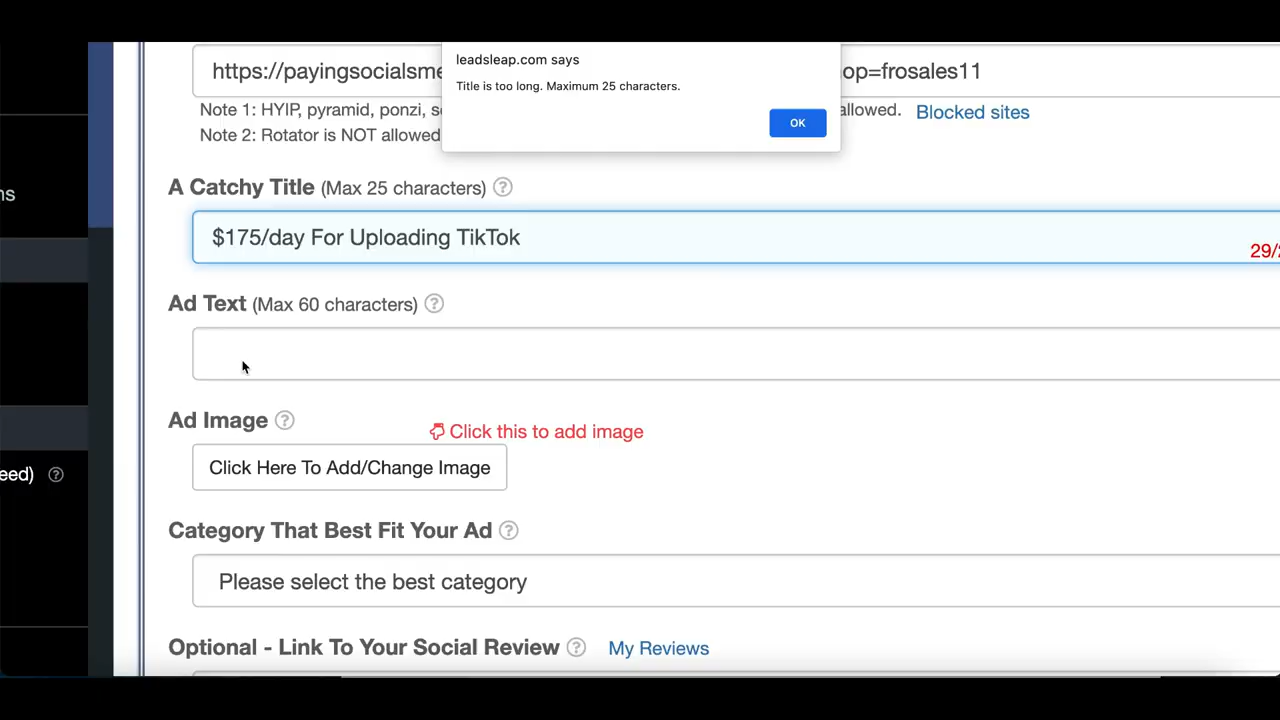 leadsleap.com says
Title is too long. Maximum 25 characters.
OK
https://payingsocialsme
op=frosales11
Note 1: HYIP, pyramid, ponzi, s
allowed. Blocked sites
Note 2: Rotator is NOT allowed
A Catchy Title (Max 25 characters) ?
$175/day For Uploading TikTok
29/
Ad Text (Max 60 characters) ?
Ad Image ?
Click this to add image
Click Here To Add/Change Image
Category That Best Fit Your Ad ?
Please select the best category
Optional - Link To Your Social Review ? My Reviews
ns
eed) ?